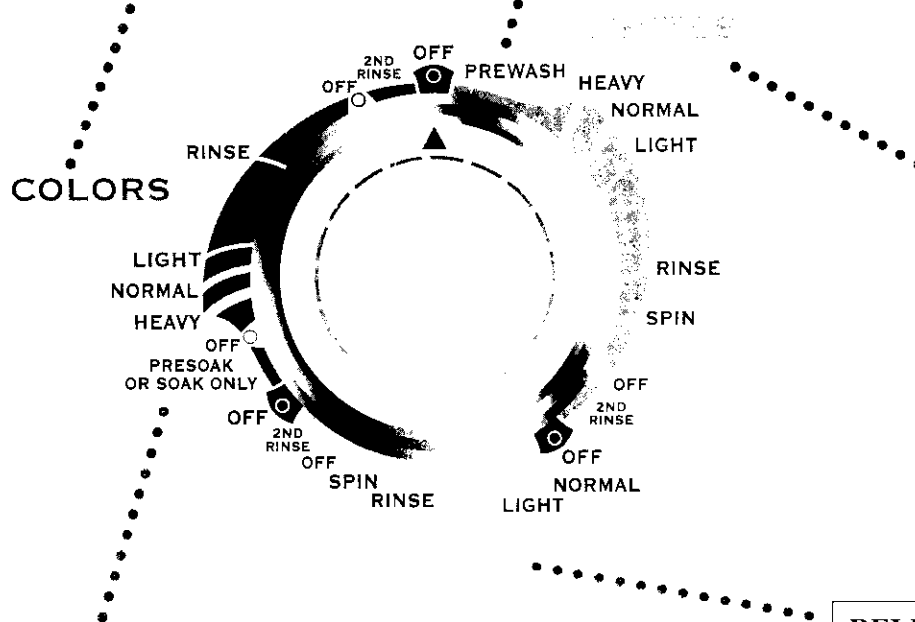 OFF
2ND
RINSE
OFF
PREWASH
HEAVY
NORMAL
LIGHT
RINSE
SPIN
OFF
2ND
RINSE
OFF
NORMAL
LIGHT
RINSE
SPIN
OFF
2ND
RINSE
OFF
PRESOAK
OR SOAK ONLY
OFF
HEAVY
NORMAL
LIGHT
COLORS
RINSE